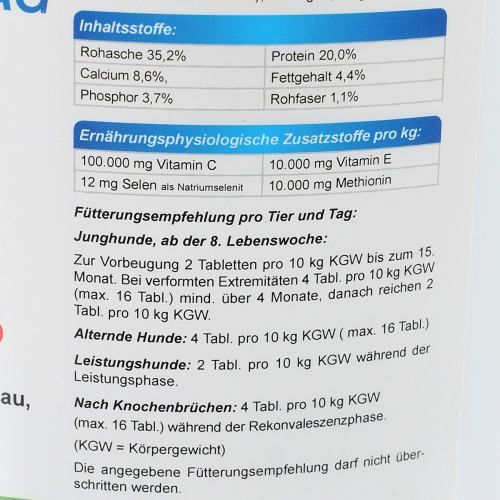 Inhaltsstoffe:
Rohasche 35,2% Protein 20,0%
Calcium 8,6%, Fettgehalt 4,4%
Phosphor 3,7% Rohfaser 1,1%
Ernährungsphysiologische Zusatzstoffe pro kg:
100.000 mg Vitamin C 10.000 mg Vitamin E
12 mg Selen als Natriumselenit 10.000 mg Methionin
Fütterungsempfehlung pro Tier und Tag:
Junghunde, ab der 8. Lebenswoche:
Zur Vorbeugung 2 Tabletten pro 10 kg KGW bis zum 15.
Monat. Bei verformten Extremitäten 4 Tabl. pro 10 kg KGW
(max. 16 Tabl.) mind. über 4 Monate, danach reichen 2
Tabl. pro 10 kg KGW.
Alternde Hunde: 4 Tabl. pro 10 kg KGW ( max. 16 Tabl.)
Leistungshunde: 2 Tabl. pro 10 kg KGW während der
Leistungsphase.
au,
Nach Knochenbrüchen: 4 Tabl. pro 10 kg KGW
(max. 16 Tabl.) während der Rekonvaleszenzphase.
(KGW = Körpergewicht)
Die angegebene Fütterungsempfehlung darf nicht über-
schritten werden.